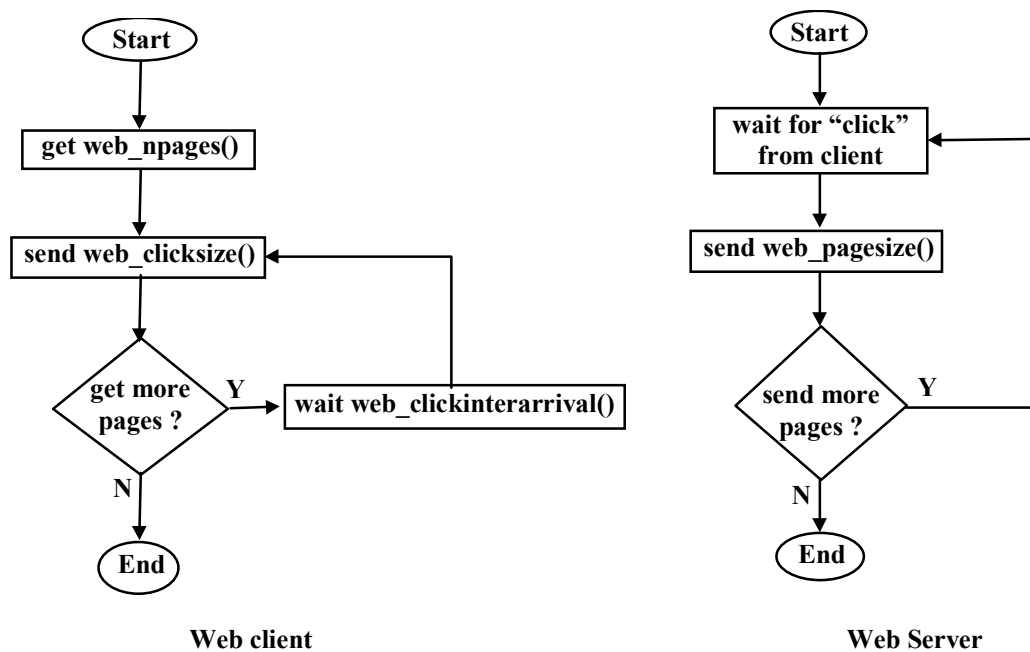 Start
get web_npages()
send web_clicksize()
get more
pages ?
Y
wait web_clickinterarrival()
N
End
Web client
Start
wait for “click”
from client
send web_pagesize()
send more
pages ?
Y
N
End
Web Server